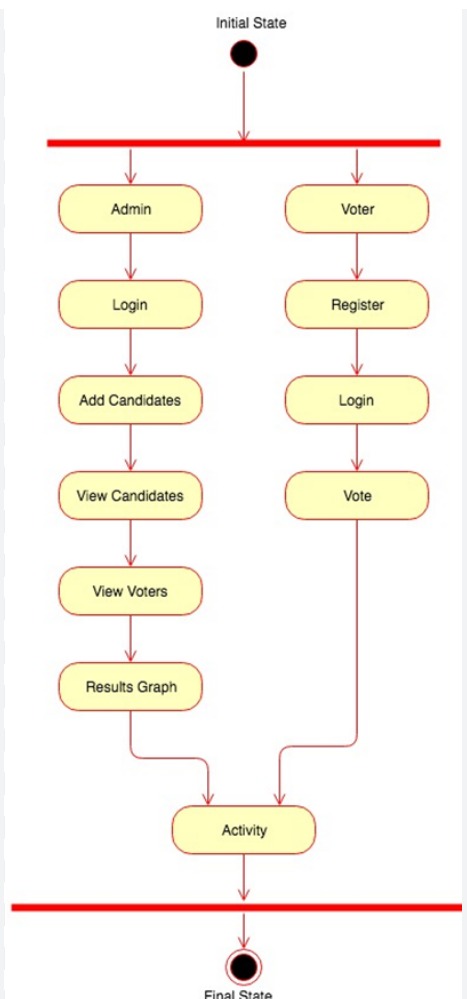 Initial State
Admin
Voter
Login
Register
Add Candidates
Login
View Candidates
Vote
View Voters
Results Graph
Activity
Final State